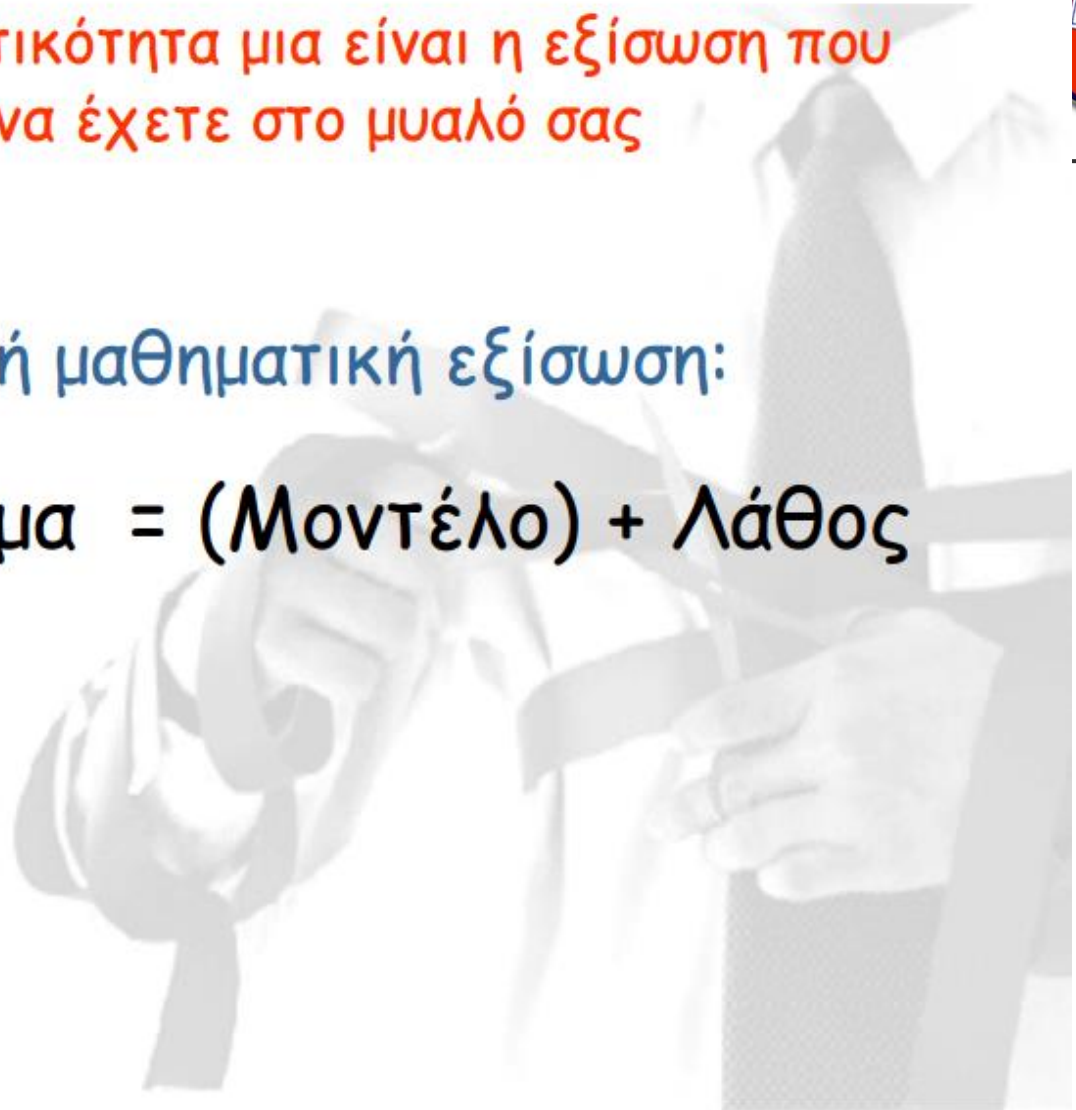 τικότητα μια είναι η εξίσωση που
να έχετε στο μυαλό σας
ή μαθηματική εξίσωση:
μα = (Μοντέλο) + Λάθος